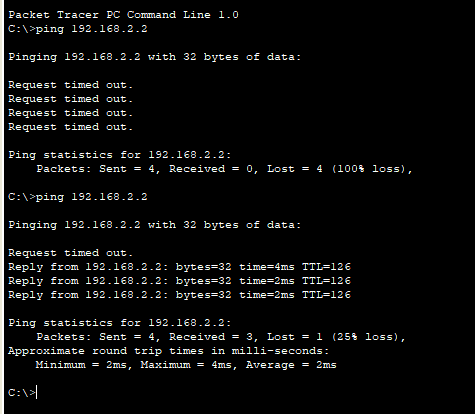 Packet Tracer PC Command Line 1.0
C:\>ping 192.168.2.2
Pinging 192.168.2.2 with 32 bytes of data:
Request timed out.
Request timed out.
Request timed out.
Request timed out.
Ping statistics for 192.168.2.2:
Packets: Sent = 4, Received = 0, Lost = 4 (100% loss),
C:\>ping 192.168.2.2
Pinging 192.168.2.2 with 32 bytes of data:
Request timed out.
Reply from 192.168.2.2: bytes=32 time=4ms TTL=126
Reply from 192.168.2.2: bytes=32 time=2ms TTL=126
Reply from 192.168.2.2: bytes=32 time=2ms TTL=126
Ping statistics for 192.168.2.2:
Packets: Sent = 4, Received = 3, Lost = 1 (25% loss),
Approximate round trip times in milli-seconds:
Minimum = 2ms, Maximum = 4ms, Average = 2ms
C:\>